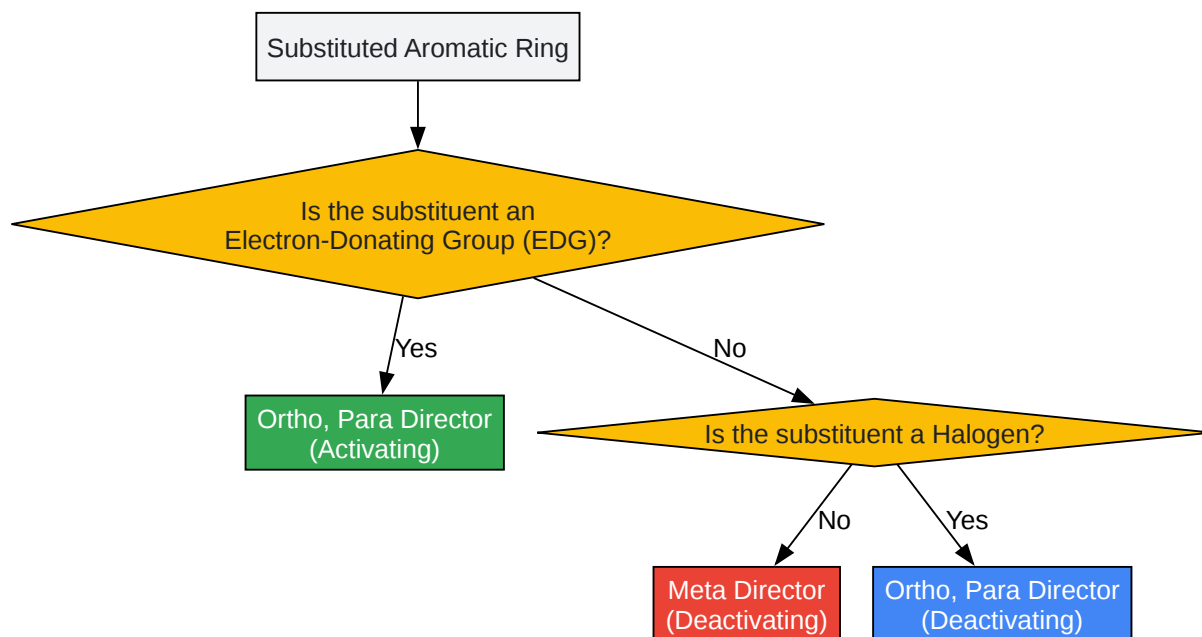 Substituted Aromatic Ring
Is the substituent an
Electron-Donating Group (EDG)?
Yes
No
Ortho, Para Director
(Activating)
Is the substituent a Halogen?
No
Yes
Meta Director
(Deactivating)
Ortho, Para Director
(Deactivating)